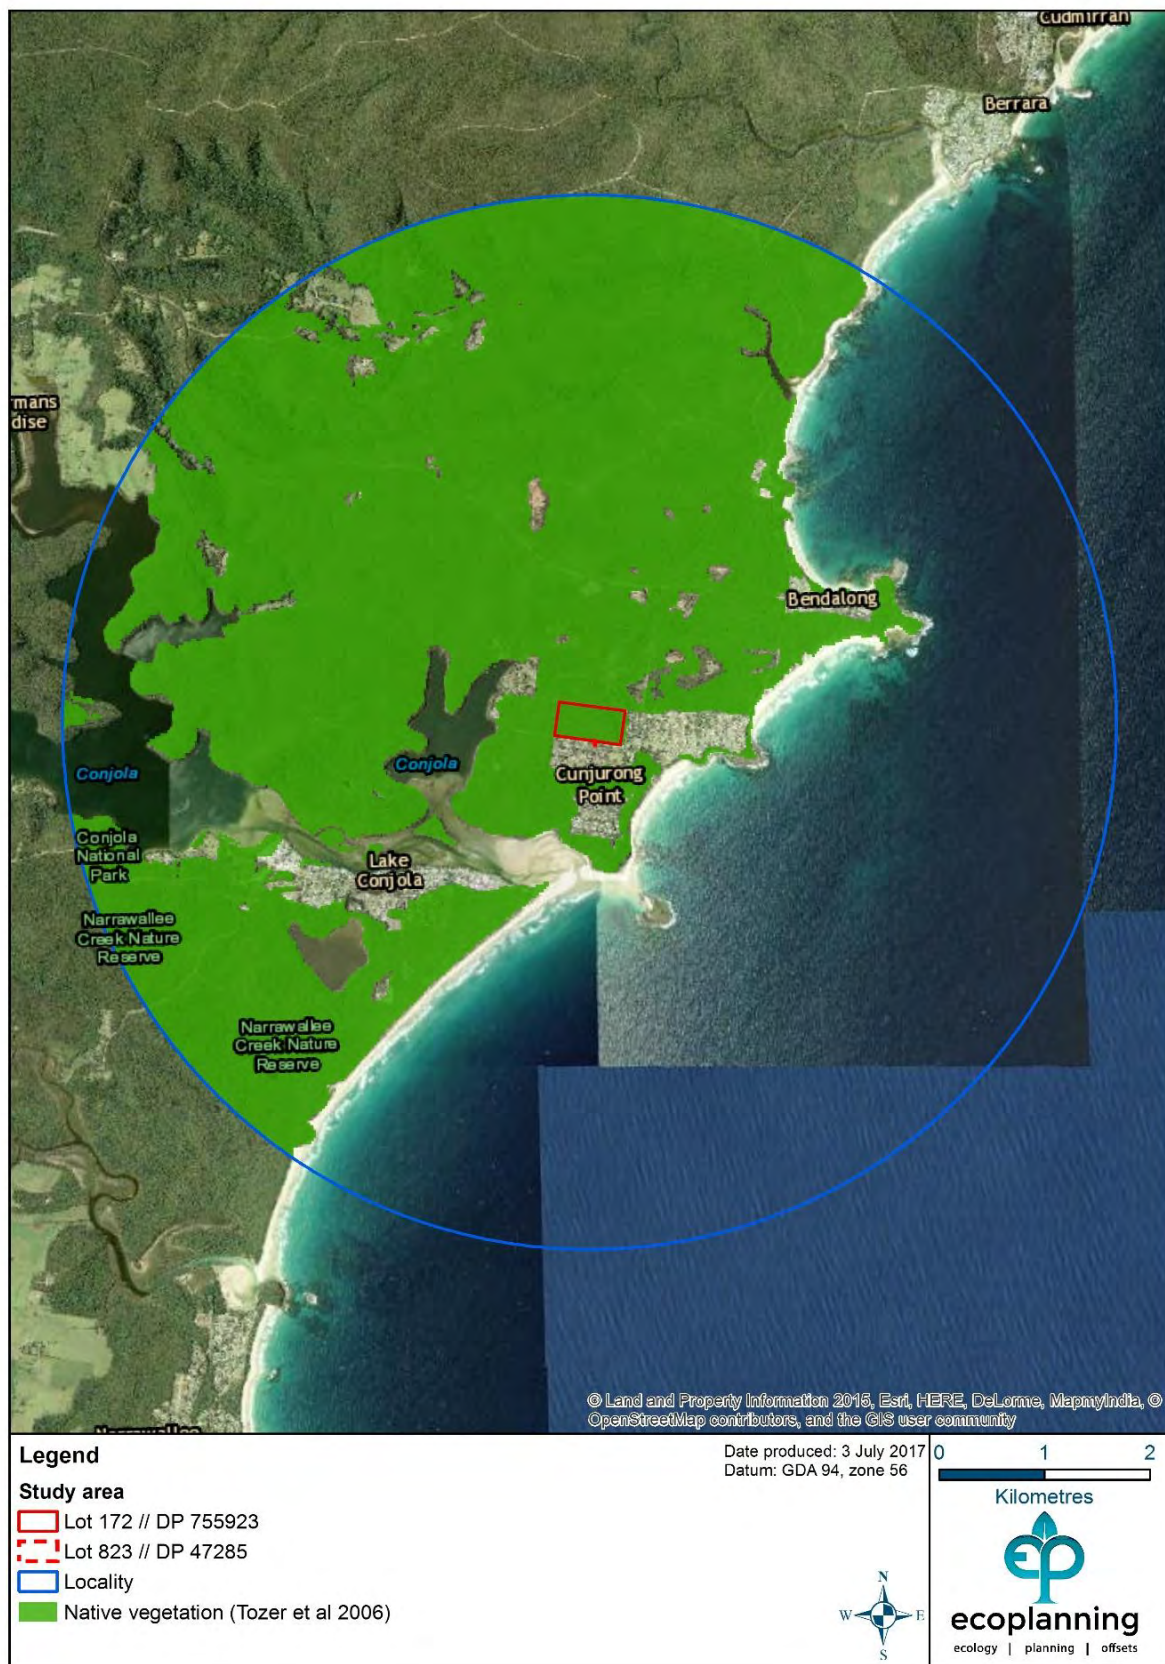 Cudmirrah
Berrara
mans
dise
Bendalong
Conjola
Conjola
Cunjurong
Point
Conjola
National
Park
Lake
Conjola
Narrawallee
Creek Nature
Reserve
Narrawallee
Creek Nature
Reserve
Narrawallee
© Land and Property Information 2015, Esri, HERE, DeLorme, MapmyIndia, ©
OpenStreetMap contributors, and the GIS user community
Legend
Study area
Lot 172 // DP 755923
Lot 823 // DP 47285
Locality
Native vegetation (Tozer et al 2006)
Date produced: 3 July 2017
Datum: GDA 94, zone 56
0 1 2
Kilometres
N
W E
S
ep
ecoplanning
ecology | planning | offsets